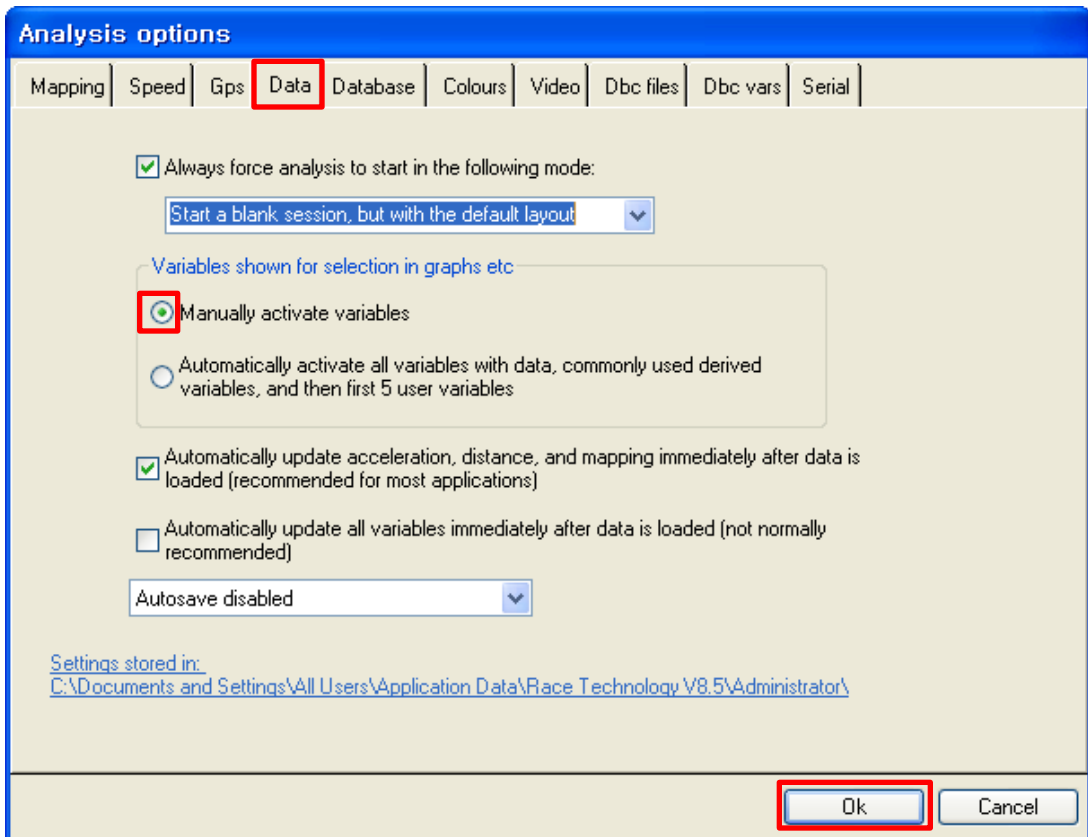 Analysis options
Mapping Speed Gps Data Database Colours Video Dbc files Dbc vars Serial
Always force analysis to start in the following mode:
Start a blank session, but with the default layout
Variables shown for selection in graphs etc
Manually activate variables
Automatically activate all variables with data, commonly used derived
variables, and then first 5 user variables
Automatically update acceleration, distance, and mapping immediately after data is
loaded (recommended for most applications)
Automatically update all variables immediately after data is loaded (not normally
recommended)
Autosave disabled
Settings stored in:
C:\Documents and Settings\All Users\Application Data\Race Technology V8.5\Administrator\
Ok Cancel